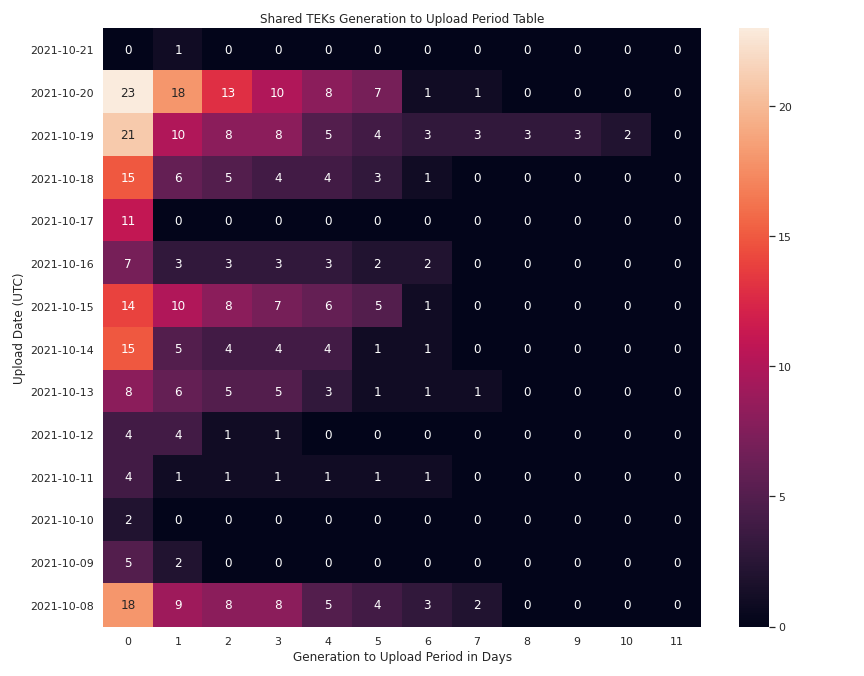 Shared TEKs Generation to Upload Period Table
Upload Date (UTC)
2021-10-21 0 1 0 0 0 0 0 0 0 0 0 0
2021-10-20 23 18 13 10 8 7 1 1 0 0 0 0
2021-10-19 21 10 8 8 5 4 3 3 3 3 2 0
2021-10-18 15 6 5 4 4 3 1 0 0 0 0 0
2021-10-17 11 0 0 0 0 0 0 0 0 0 0 0
2021-10-16 7 3 3 3 3 2 2 0 0 0 0 0
2021-10-15 14 10 8 7 6 5 1 0 0 0 0 0
2021-10-14 15 5 4 4 4 1 1 0 0 0 0 0
2021-10-13 8 6 5 5 3 1 1 1 0 0 0 0
2021-10-12 4 4 1 1 0 0 0 0 0 0 0 0
2021-10-11 4 1 1 1 1 1 1 0 0 0 0 0
2021-10-10 2 0 0 0 0 0 0 0 0 0 0 0
2021-10-09 5 2 0 0 0 0 0 0 0 0 0 0
2021-10-08 18 9 8 8 5 4 3 2 0 0 0 0
0 1 2 3 4 5 6 7 8 9 10 11
Generation to Upload Period in Days
20
15
10
5
0